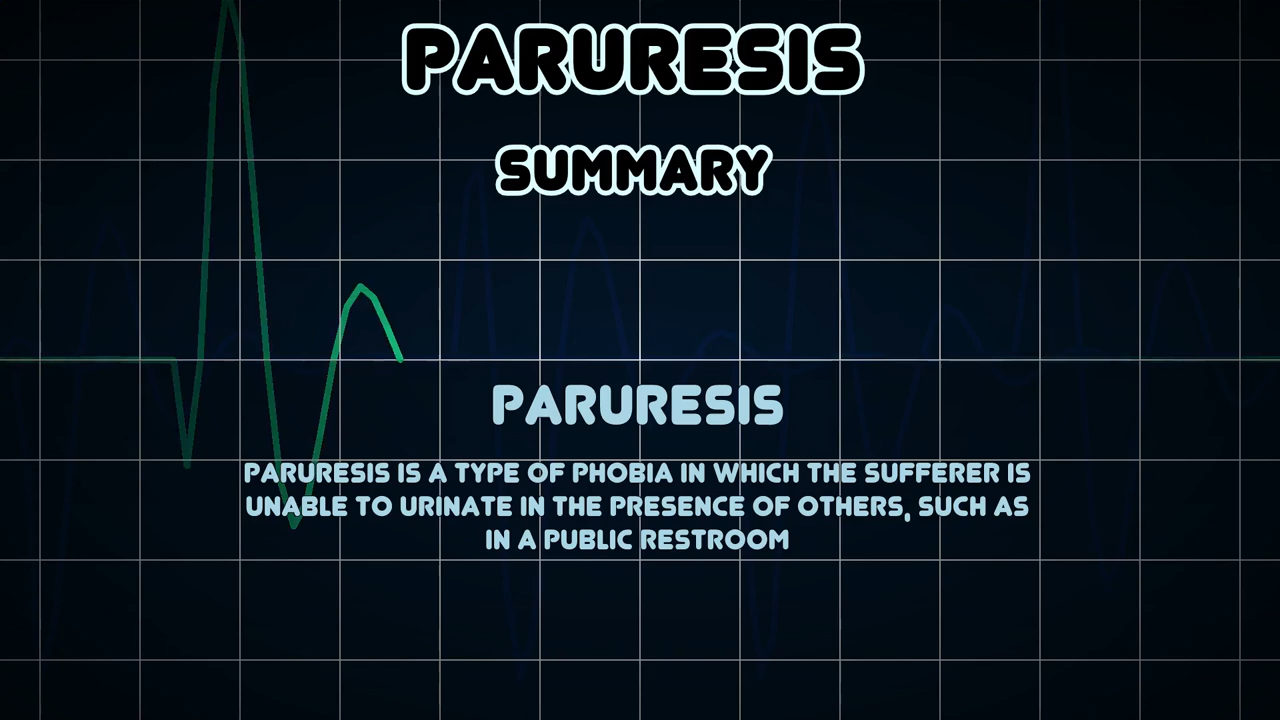 PARURESIS
SUMMARY
PARURESIS
PARURESIS IS A TYPE OF PHOBIA IN WHICH THE SUFFERER IS
UNABLE TO URINATE IN THE PRESENCE OF OTHERS, SUCH AS
IN A PUBLIC RESTROOM